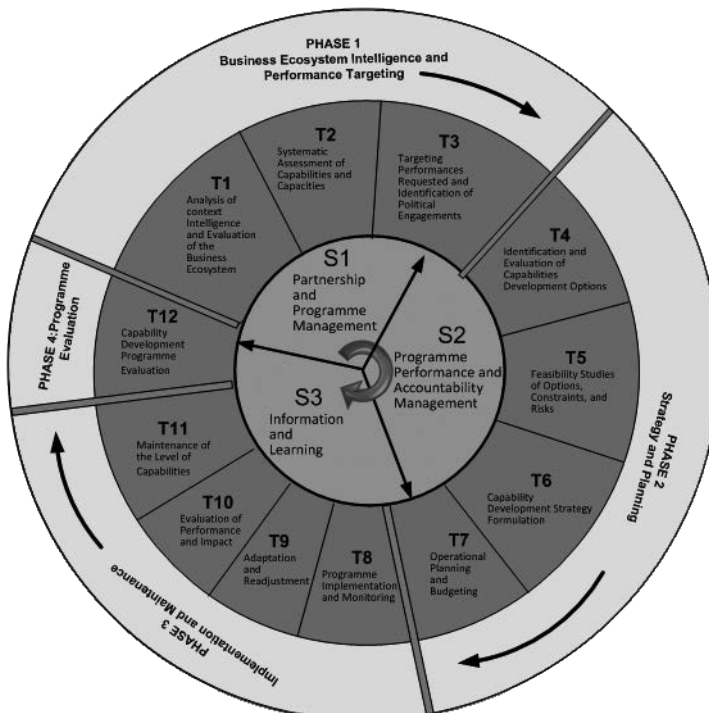 PHASE 1
Business Ecosystem Intelligence and
Performance Targeting
T1
Analysis of
context
Intelligence
and Evaluation
of the
Business
Ecosystem
T2
Systematic
Assessment of
Capabilities and
Capacities
T3
Targeting
Performances
Requested and
Identification of
Political
Engagements
PHASE 2
Strategy and Planning
T4
Identification and
Evaluation of
Capabilities
Development Options
T5
Feasibility Studies
of Options,
Constraints, and
Risks
T6
Capability
Development Strategy
Formulation
T7
Operational
Planning
and
Budgeting
PHASE 3
Implementation and Maintenance
T8
Programme
Implementation
and Monitoring
T9
Adaptation
and
Readjustment
T10
Evaluation of
Performance
and Impact
T11
Maintenance of
the Level of
Capabilities
PHASE 4:Programme
Evaluation
T12
Capability
Development
Programme
Evaluation
S1
Partnership
and
Programme
Management
S2
Programme
Performance and
Accountability
Management
S3
Information
and
Learning